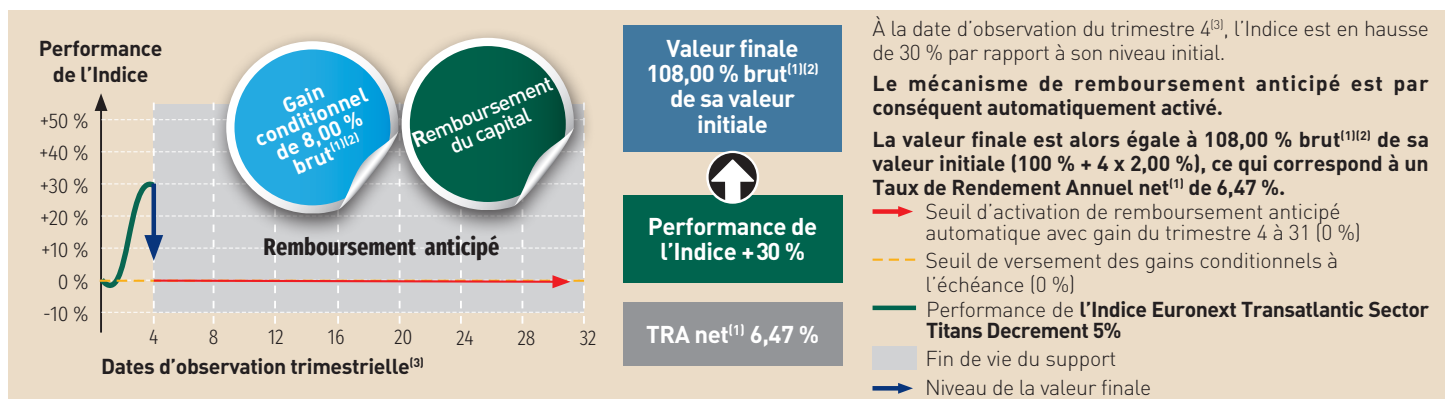 Performance
de l'Indice
+50 %
+40 %
+30 %
+20 %
+10 %
0 %
-10 %
4 8 12 16 20 24 28 32
Dates d'observation trimestrielle(3)
Gain
conditionnel
de 8,00 %
brut(1)(2)
Remboursement
du capital
Remboursement anticipé
Valeur finale
108,00 % brut(1)(2)
de sa valeur
initiale
Performance de
l'Indice +30 %
TRA net(1) 6,47 %
À la date d'observation du trimestre 4(3), l'Indice est en hausse
de 30 % par rapport à son niveau initial.
Le mécanisme de remboursement anticipé est par
conséquent automatiquement activé.
La valeur finale est alors égale à 108,00 % brut(1)(2) de sa
valeur initiale (100 % + 4 x 2,00 %), ce qui correspond à un
Taux de Rendement Annuel net(1) de 6,47 %.
Seuil d'activation de remboursement anticipé
automatique avec gain du trimestre 4 à 31 (0 %)
Seuil de versement des gains conditionnels à
l'échéance (0 %)
Performance de l'Indice Euronext Transatlantic Sector
Titans Decrement 5%
Fin de vie du support
Niveau de la valeur finale